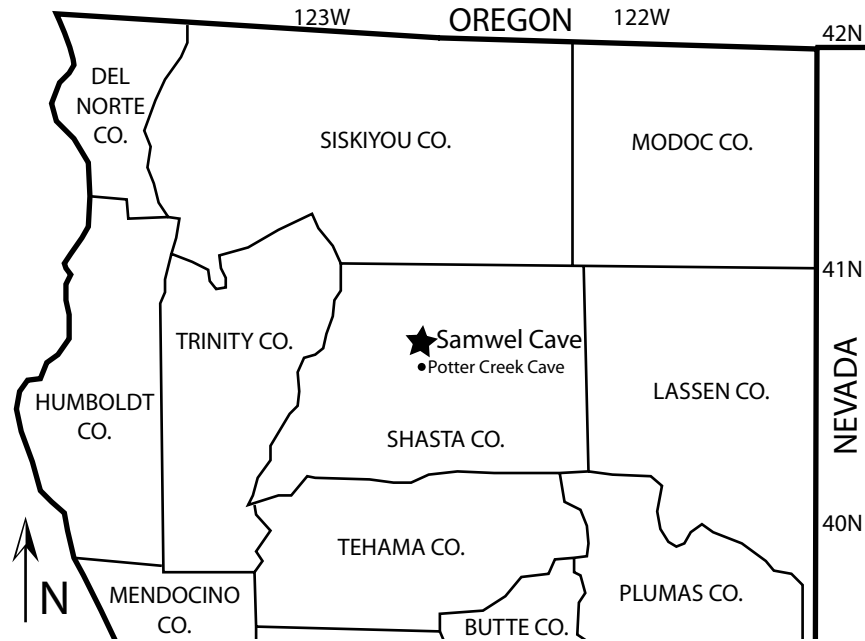 123W
OREGON
122W
42N
DEL
NORTE
CO.
SISKIYOU CO.
MODOC CO.
41N
TRINITY CO.
Samwel Cave
Potter Creek Cave
HUMBOLDT
CO.
LASSEN CO.
NEVADA
SHASTA CO.
40N
TEHAMA CO.
N
MENDOCINO
CO.
BUTTE CO.
PLUMAS CO.